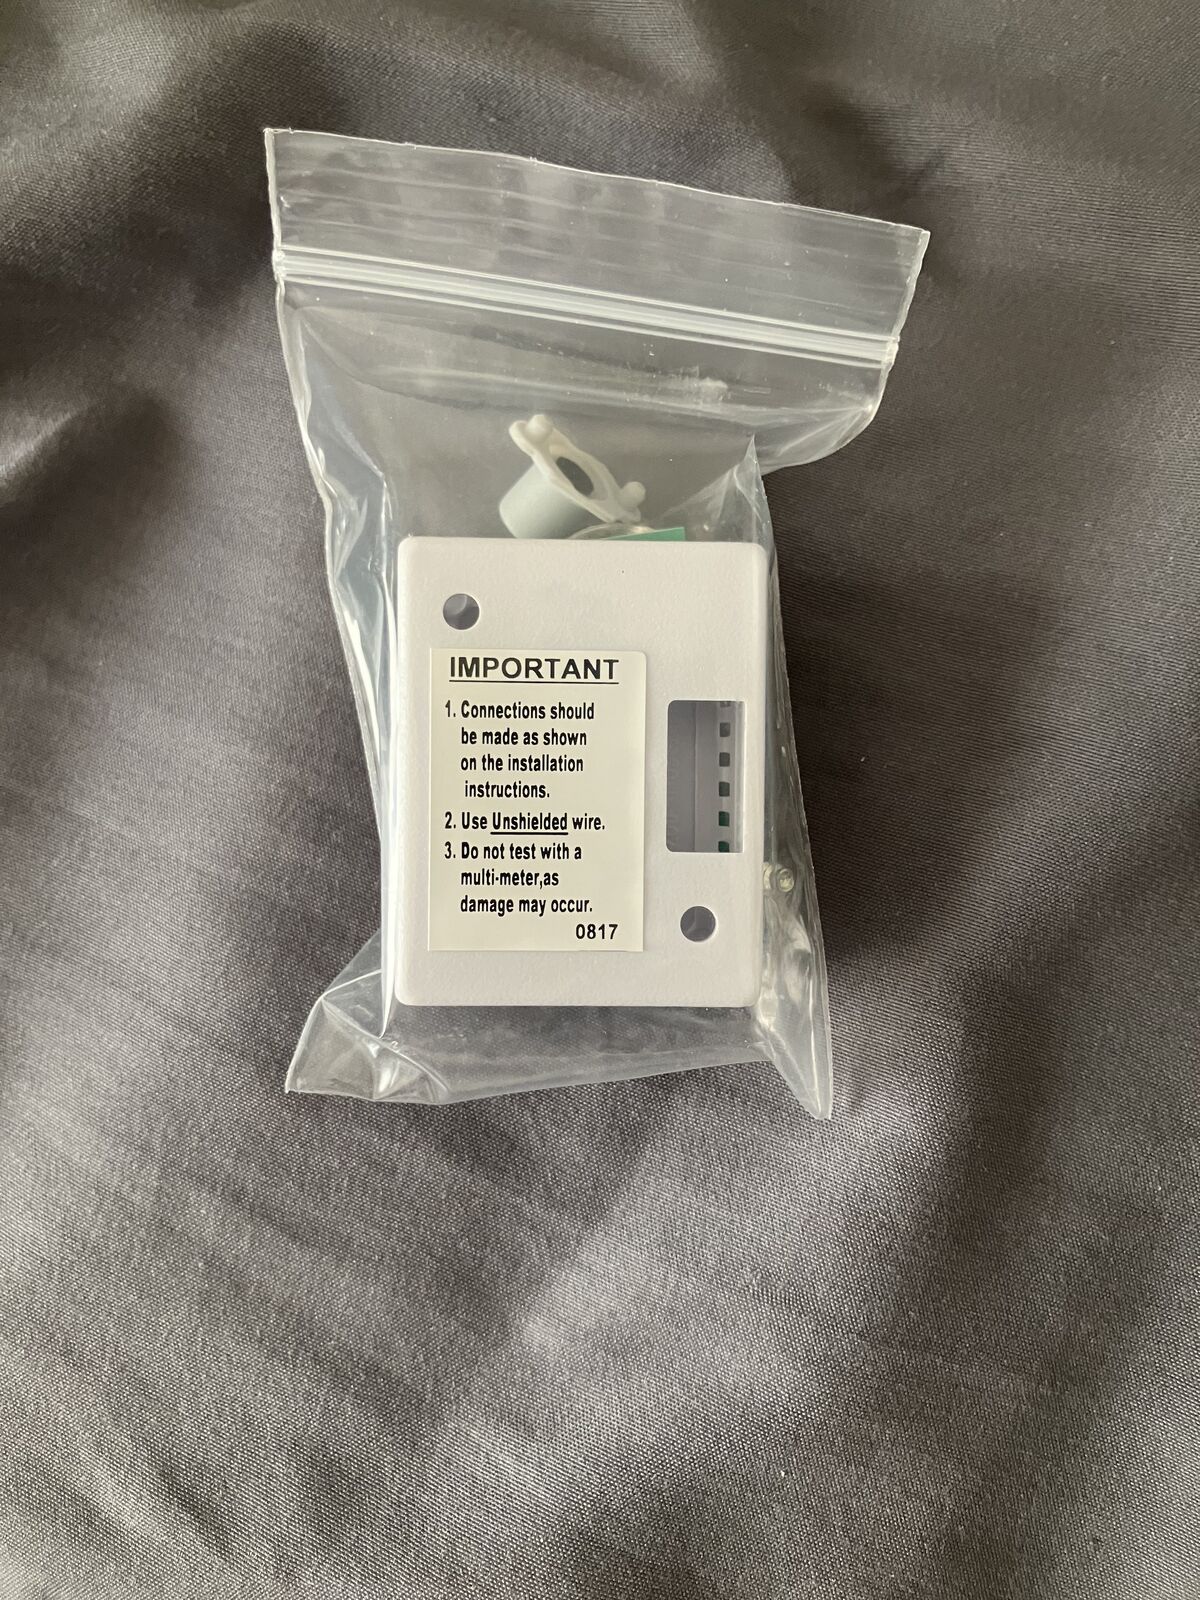 IMPORTANT
1. Connections should
be made as shown
on the installation
instructions.
2. Use Unshielded wire.
3. Do not test with a
multi-meter,as
damage may occur.
0817